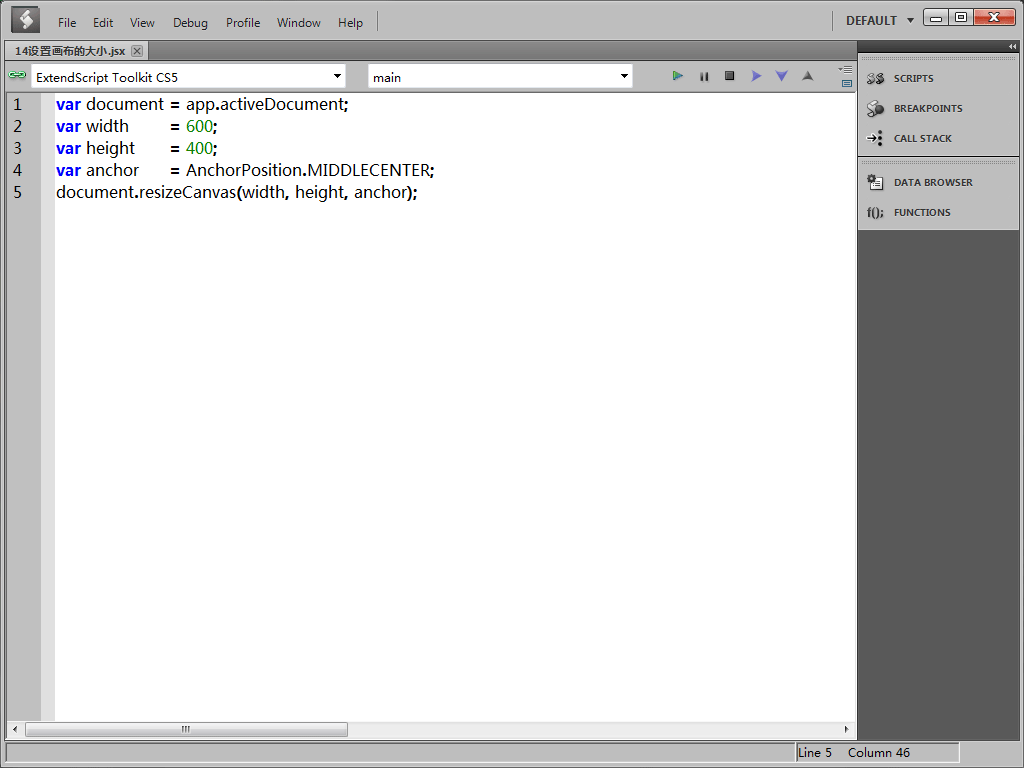 File Edit View Debug Profile Window Help DEFAULT
14设置画布的大小.jsx
ExtendScript Toolkit CS5 main
1 var document = app.activeDocument;
2 var width = 600;
3 var height = 400;
4 var anchor = AnchorPosition.MIDDLECENTER;
5 document.resizeCanvas(width, height, anchor);
SCRIPTS
BREAKPOINTS
CALL STACK
DATA BROWSER
f(); FUNCTIONS
Line 5 Column 46